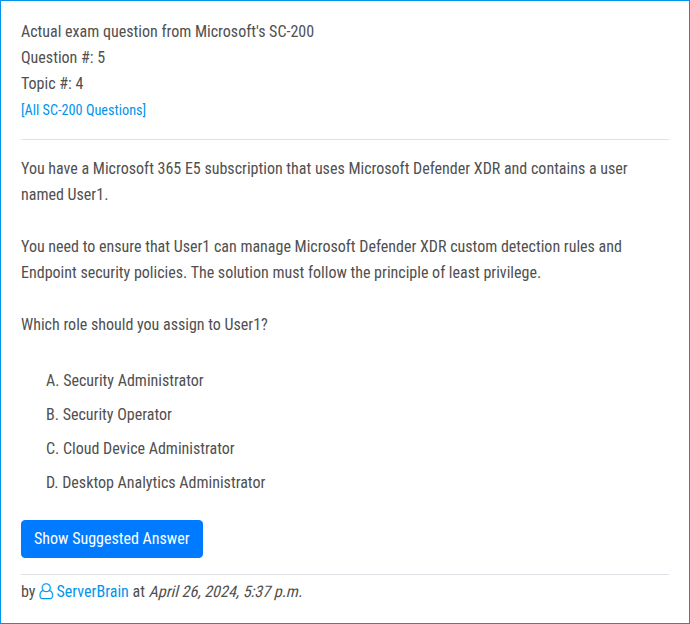 Actual exam question from Microsoft's SC-200
Question #: 5
Topic #: 4
[All SC-200 Questions]
You have a Microsoft 365 E5 subscription that uses Microsoft Defender XDR and contains a user
named User1.
You need to ensure that User1 can manage Microsoft Defender XDR custom detection rules and
Endpoint security policies. The solution must follow the principle of least privilege.
Which role should you assign to User1?
A. Security Administrator
B. Security Operator
C. Cloud Device Administrator
D. Desktop Analytics Administrator
Show Suggested Answer
by ServerBrain at April 26, 2024, 5:37 p.m.